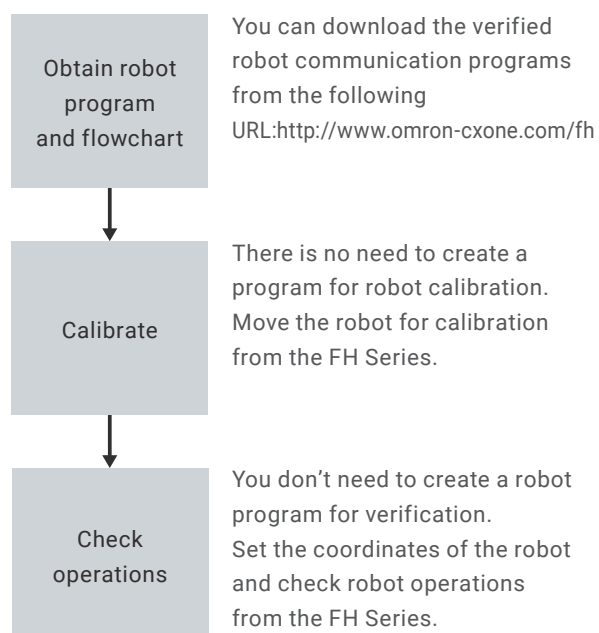 Obtain robot
program
and flowchart
You can download the verified
robot communication programs
from the following
URL:http://www.omron-cxone.com/fh
Calibrate
There is no need to create a
program for robot calibration.
Move the robot for calibration
from the FH Series.
Check
operations
You don’t need to create a robot
program for verification.
Set the coordinates of the robot
and check robot operations
from the FH Series.